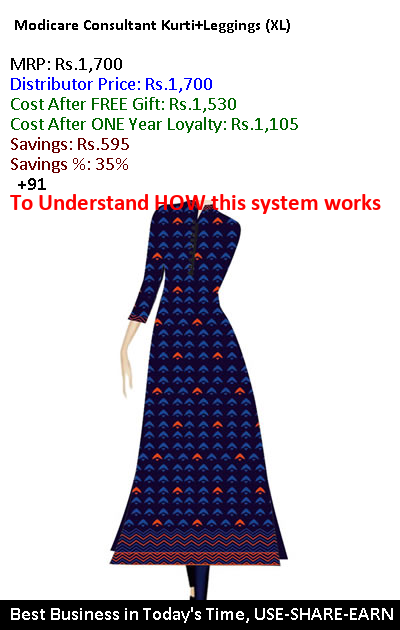 Modicare Consultant Kurti+Leggings (XL)
MRP: Rs.1,700
Distributor Price: Rs.1,700
Cost After FREE Gift: Rs.1,530
Cost After ONE Year Loyalty: Rs.1,105
Savings: Rs.595
Savings %: 35%
+91
To Understand HOW this system works
Best Business in Today's Time, USE-SHARE-EARN